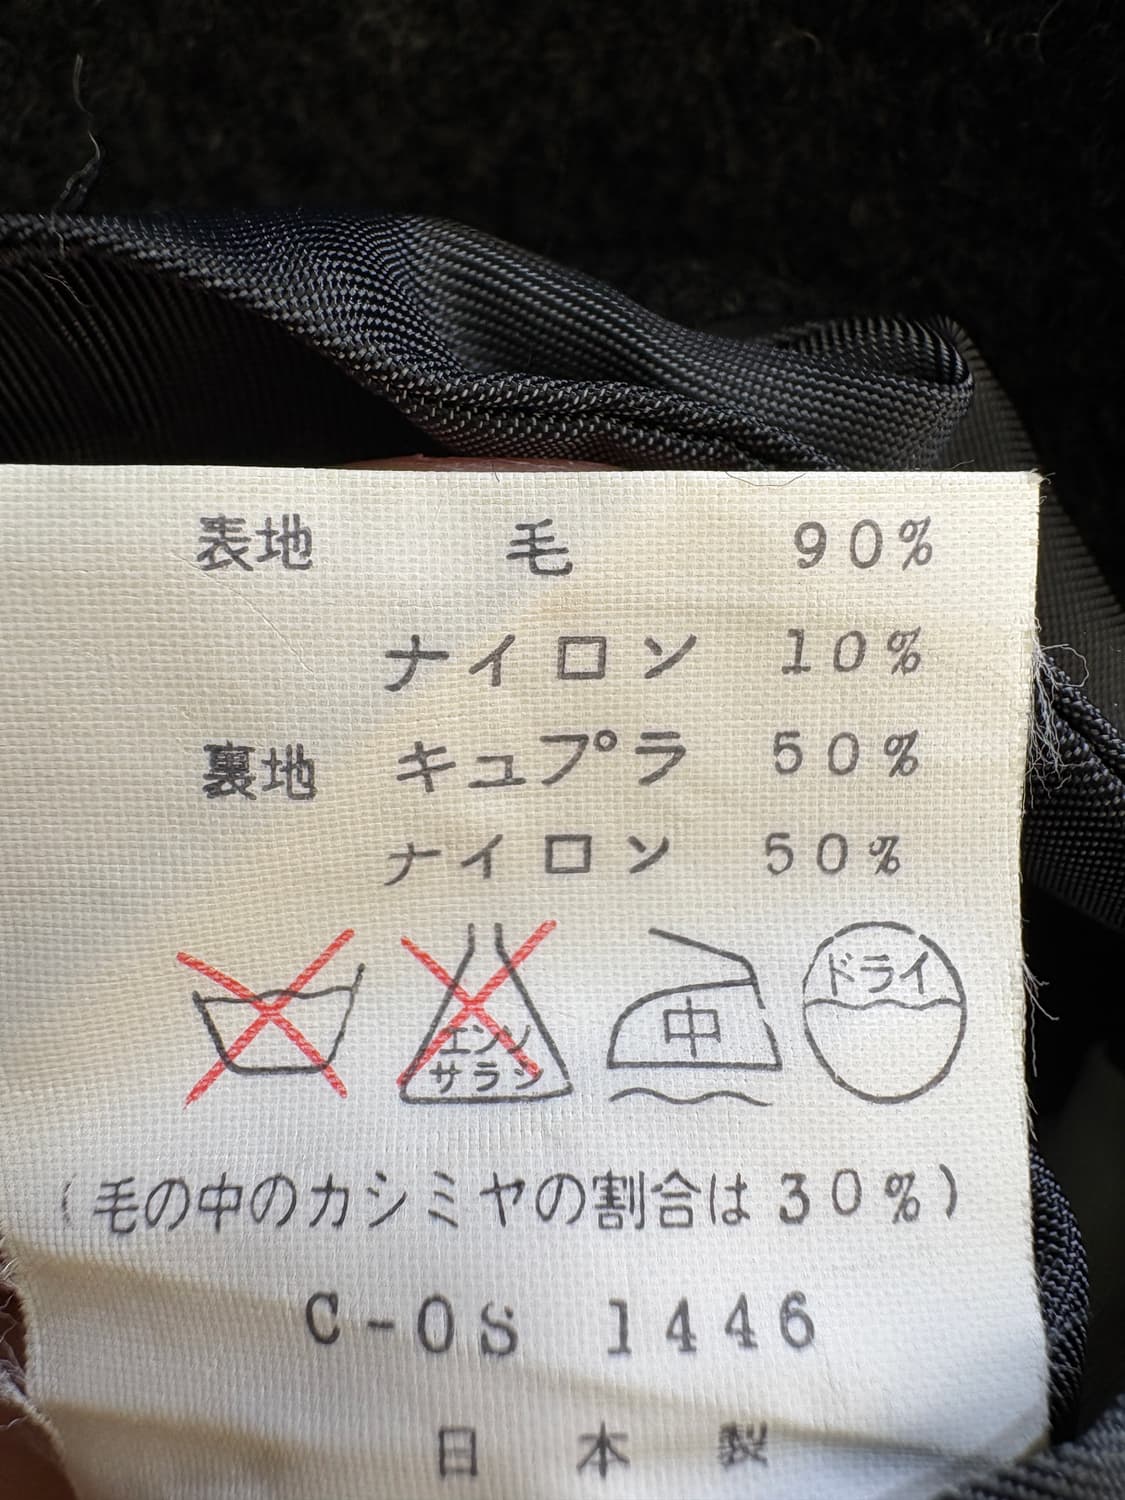 表地 毛 90%
ナイロン 10%
裏地 キュプラ 50%
ナイロン 50%
エンソ サラシ 中 ドライ
(毛の中のカシミヤの割合は30%)
C-OS 1446
日本製